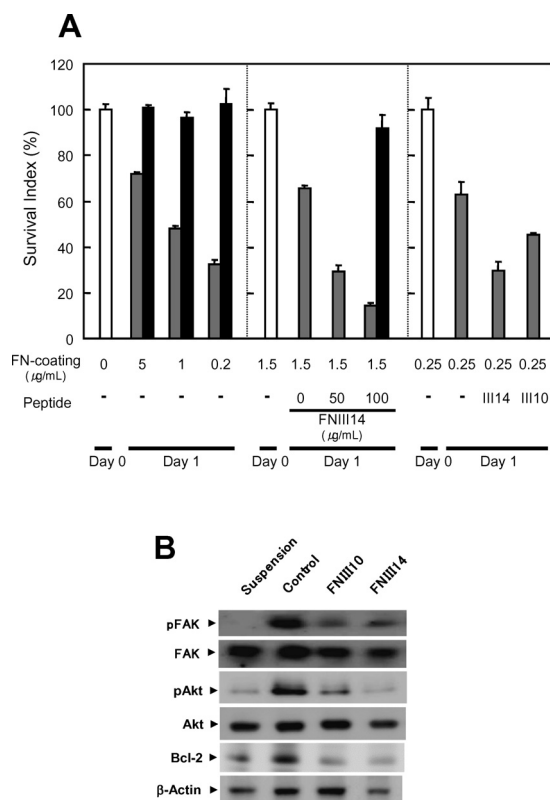 A
120
100
80
60
40
20
0
Survival Index (%)
FN-coating 0 5 1 0.2 1.5 1.5 1.5 1.5 0.25 0.25 0.25 0.25
(μg/mL)
Peptide - - - - - 0 50 100 - - III14 III10
FNIII14
(μg/mL)
Day 0 Day 1 Day 0 Day 1 Day 0 Day 1
B
Suspension Control FNIII10 FNIII14
pFAK
FAK
pAkt
Akt
Bcl-2
β-Actin